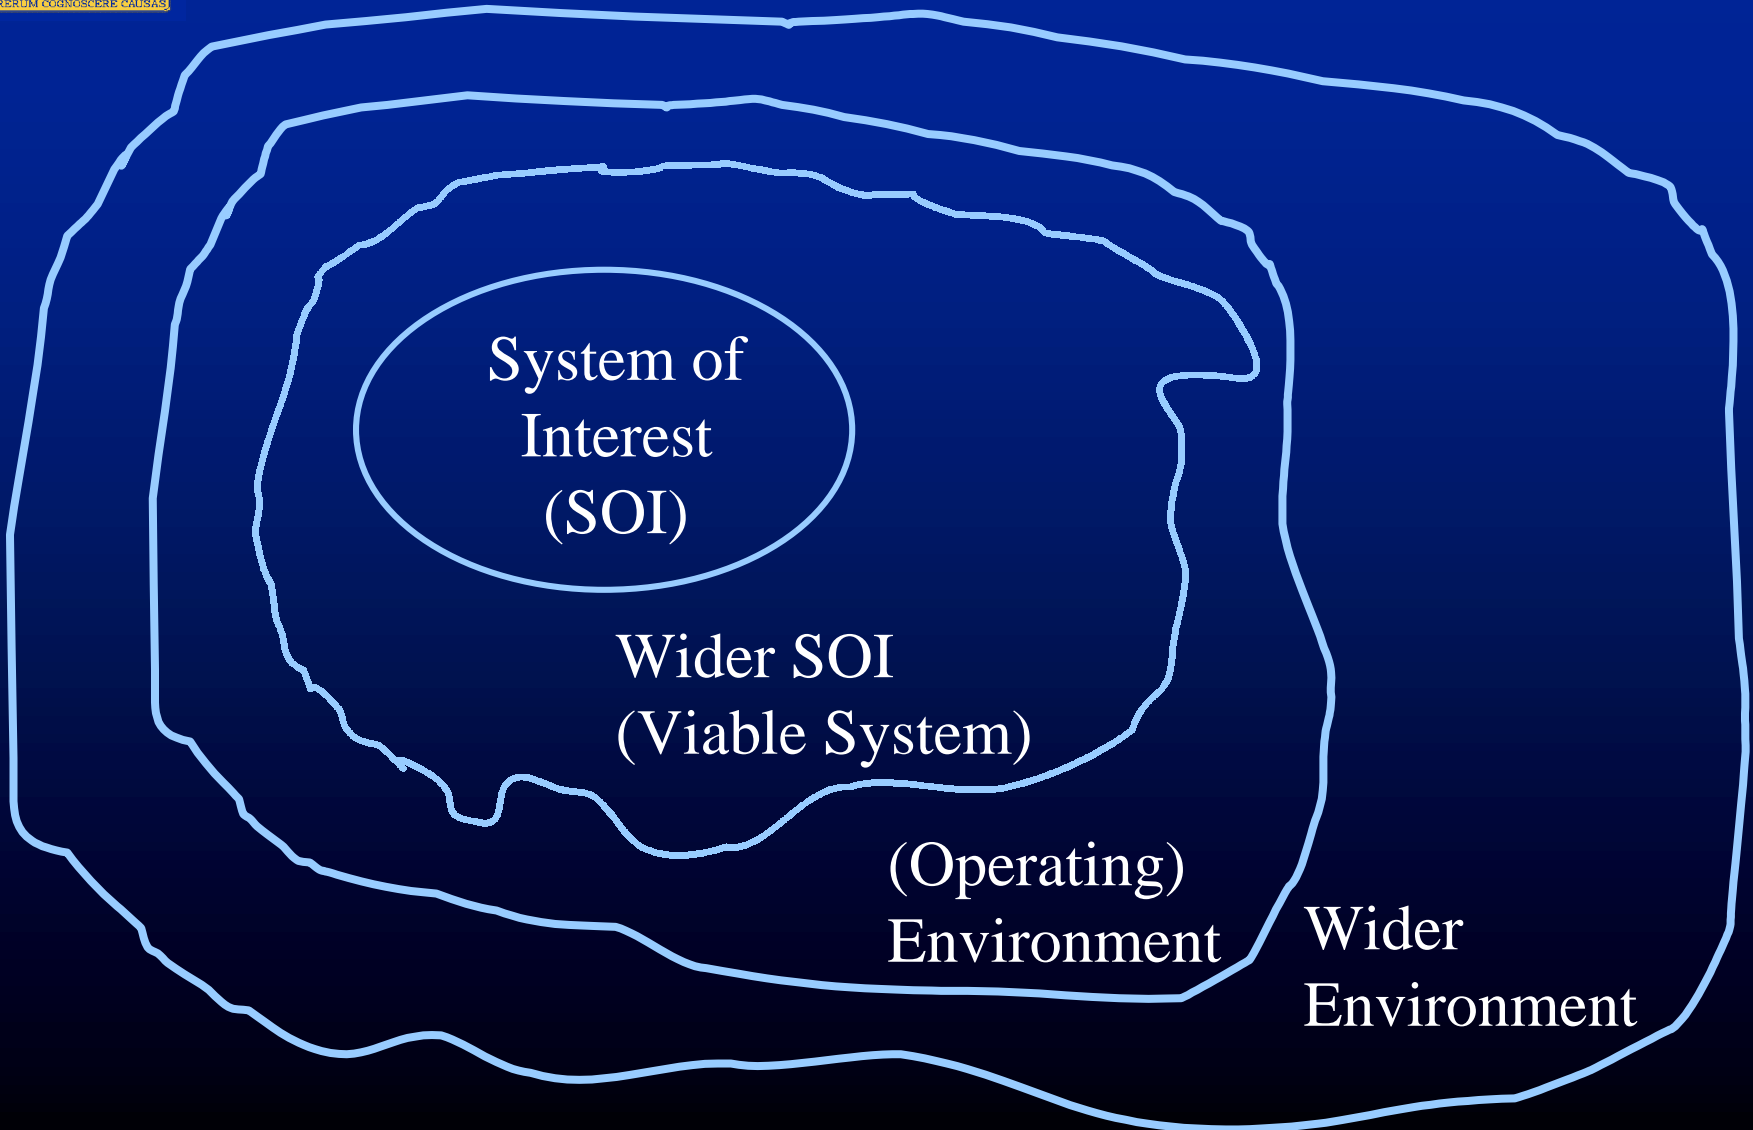 RERUM COGNOSCERE CAUSAS
System of
Interest
(SOI)
Wider SOI
(Viable System)
(Operating)
Environment
Wider
Environment